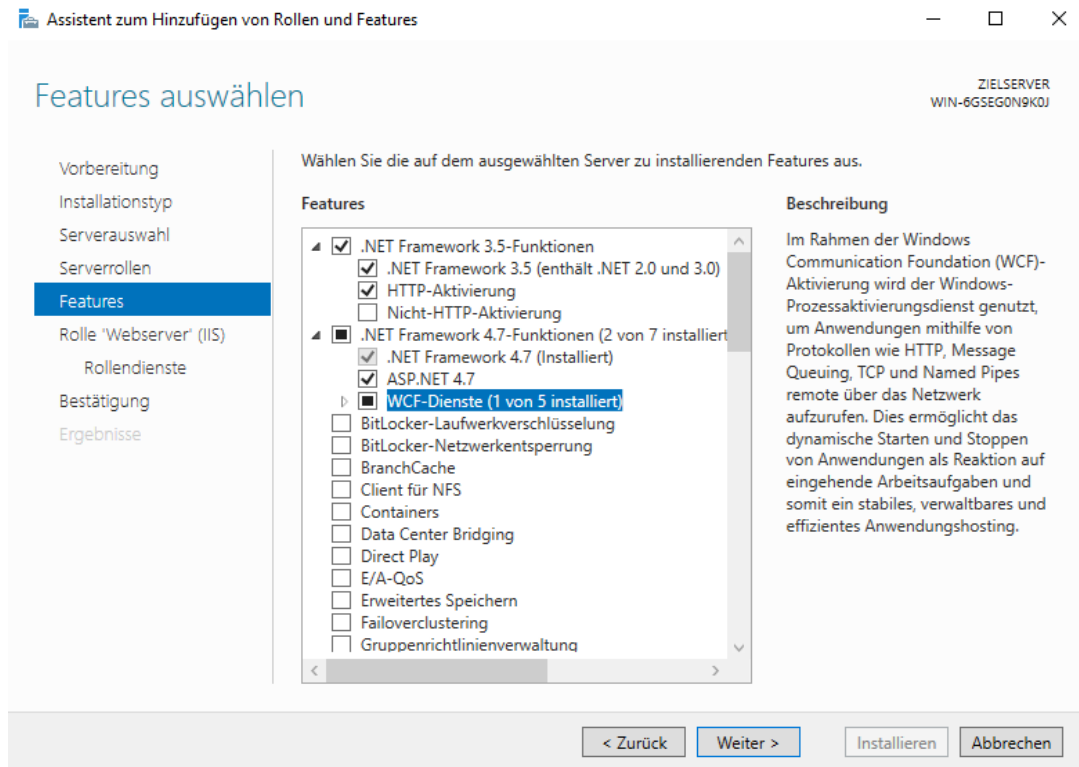 Assistent zum Hinzufügen von Rollen und Features
Features auswählen
ZIELSERVER
WIN-6GSEG0N9K0J
Vorbereitung
Installationstyp
Serverauswahl
Serverrollen
Features
Rolle 'Webserver' (IIS)
Rollendienste
Bestätigung
Ergebnisse
Wählen Sie die auf dem ausgewählten Server zu installierenden Features aus.
Features
.NET Framework 3.5-Funktionen
.NET Framework 3.5 (enthält .NET 2.0 und 3.0)
HTTP-Aktivierung
Nicht-HTTP-Aktivierung
.NET Framework 4.7-Funktionen (2 von 7 installiert
.NET Framework 4.7 (Installiert)
ASP.NET 4.7
WCF-Dienste (1 von 5 installiert)
BitLocker-Laufwerkverschlüsselung
BitLocker-Netzwerkentsperrung
BranchCache
Client für NFS
Containers
Data Center Bridging
Direct Play
E/A-QoS
Erweitertes Speichern
Failoverclustering
Gruppenrichtlinienverwaltung
Beschreibung
Im Rahmen der Windows
Communication Foundation (WCF)-
Aktivierung wird der Windows-
Prozessaktivierungsdienst genutzt,
um Anwendungen mithilfe von
Protokollen wie HTTP, Message
Queuing, TCP und Named Pipes
remote über das Netzwerk
aufzurufen. Dies ermöglicht das
dynamische Starten und Stoppen
von Anwendungen als Reaktion auf
eingehende Arbeitsaufgaben und
somit ein stabiles, verwaltbares und
effizientes Anwendungshosting.
< Zurück
Weiter >
Installieren
Abbrechen